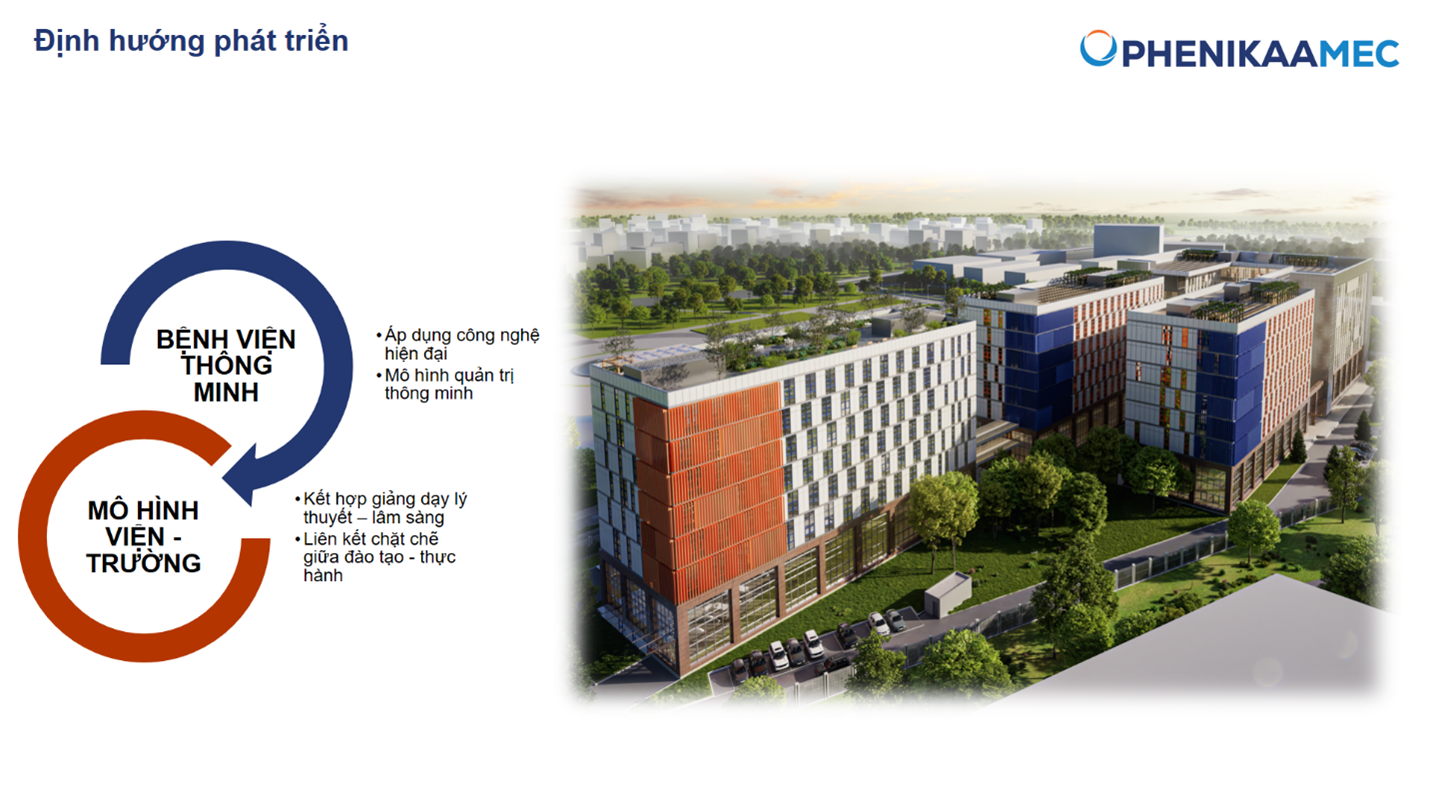 Định hướng phát triển
PHENIKAAMEC
BỆNH VIỆN
THÔNG
MINH
• Áp dụng công nghệ
hiện đại
• Mô hình quản trị
thông minh
MÔ HÌNH
VIỆN -
TRƯỜNG
• Kết hợp giảng dạy lý
thuyết – lâm sàng
• Liên kết chặt chẽ
giữa đào tạo - thực
hành